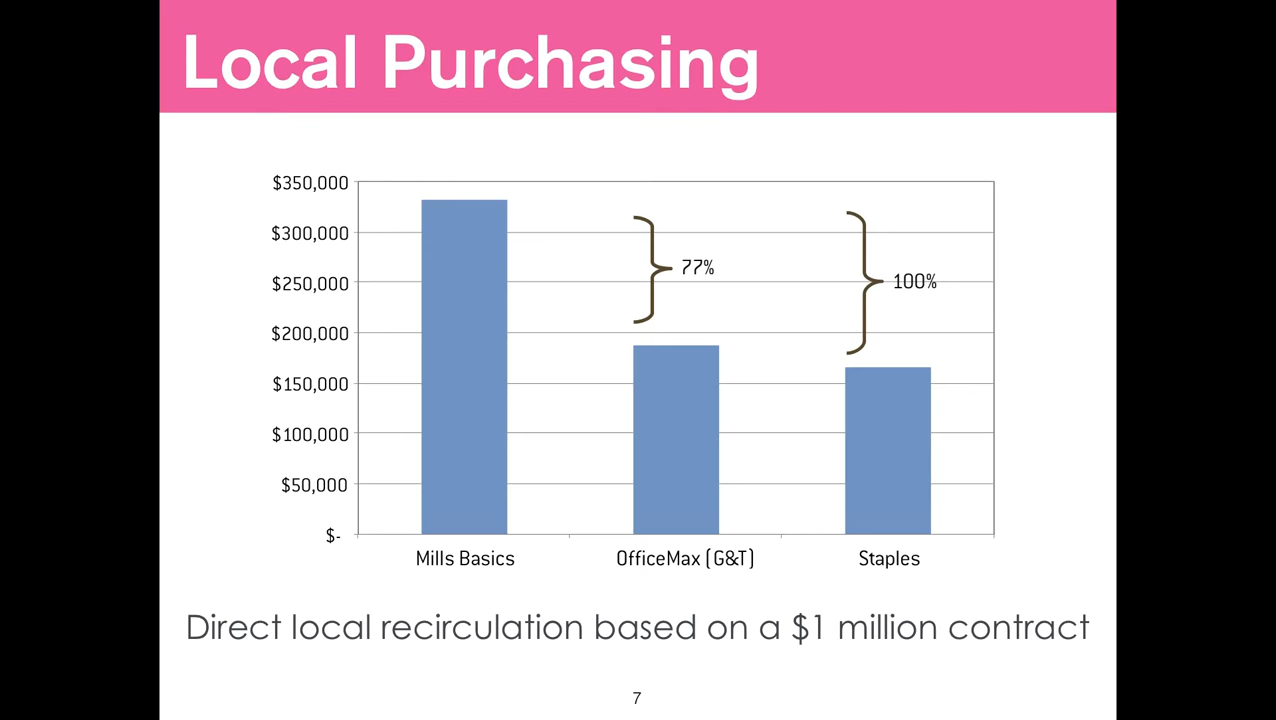 Local Purchasing
$350,000
$300,000
$250,000
$200,000
$150,000
$100,000
$50,000
$-
77%
100%
Mills Basics
OfficeMax (G&T)
Staples
Direct local recirculation based on a $1 million contract
7